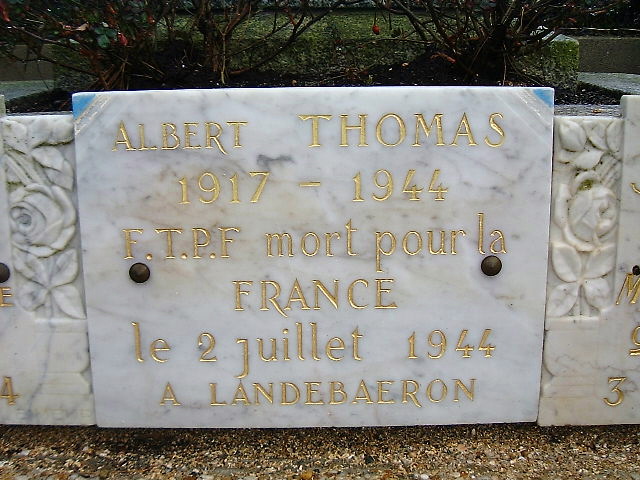 ALBERT THOMAS
1917 - 1944
F.T.P.F mort pour la
FRANCE
le 2 juillet 1944
A LANDEBAERON